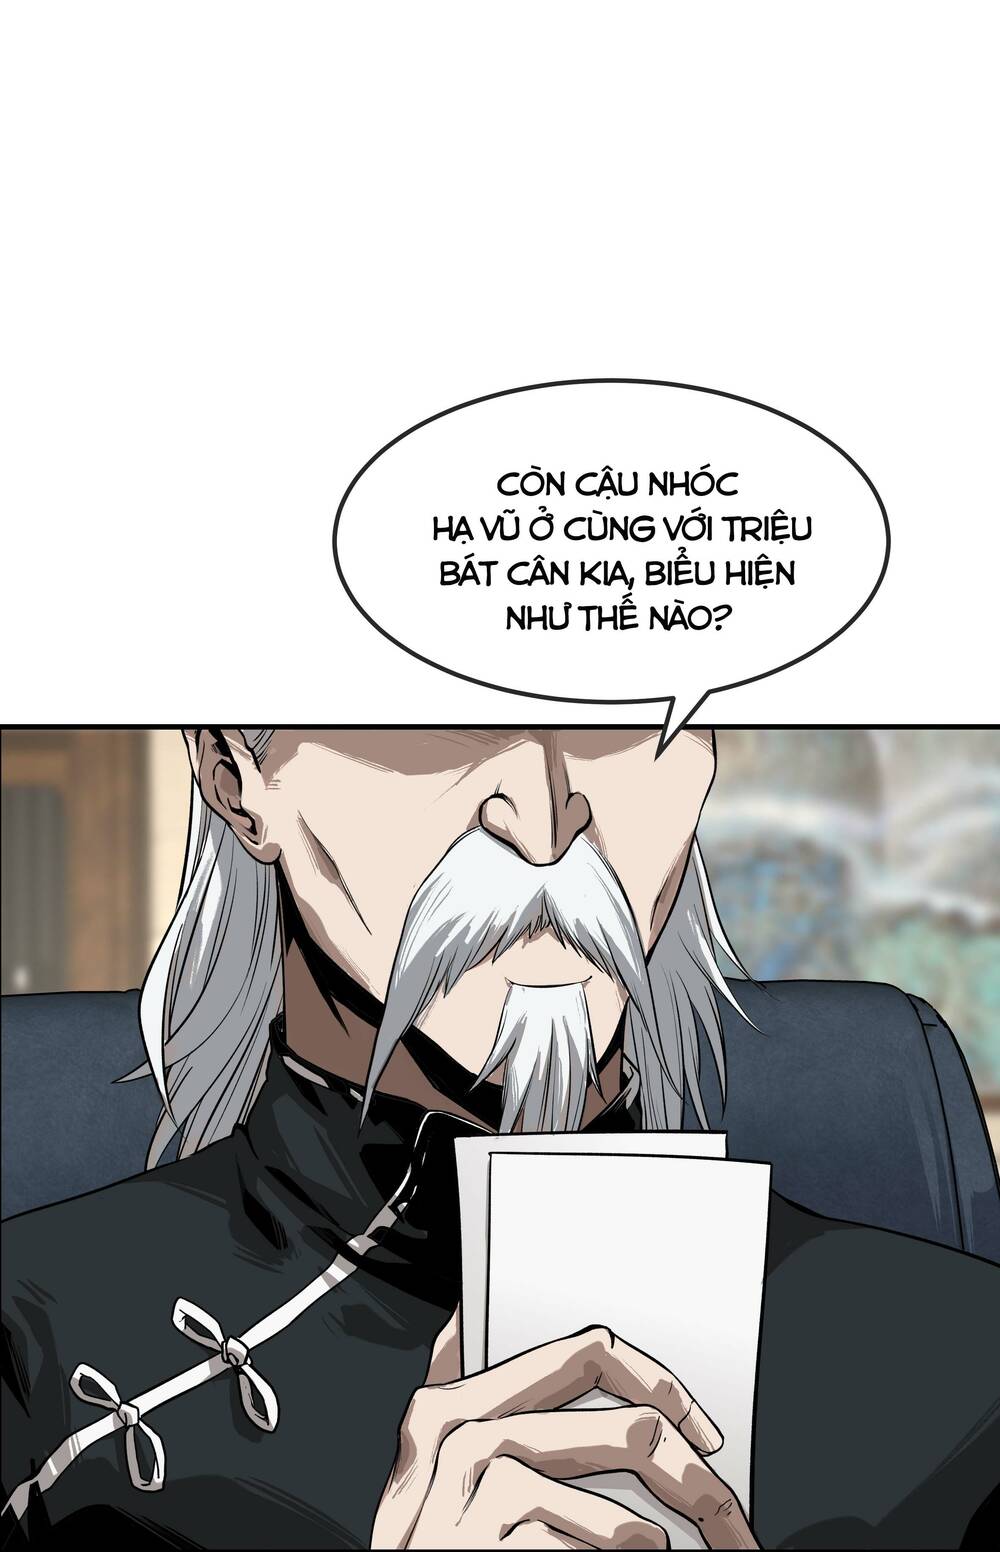 CÒN CẬU NHÓC
HẠ VŨ Ở CÙNG VỚI TRIỆU
BÁT CÂN KIA, BIỂU HIỆN
NHƯ THẾ NÀO?